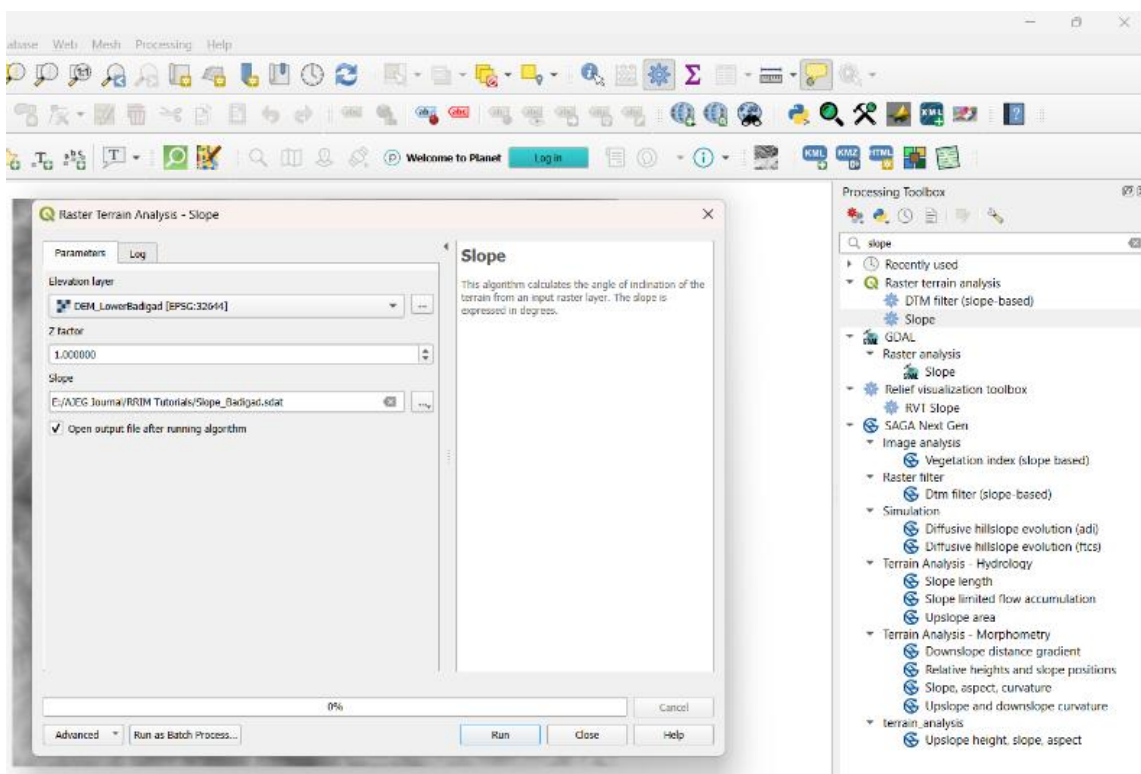 Web Mesh Processing Help
Welcome to Planet Log in
KML KMZ HTML
KML
Processing Toolbox
slope
Recently used
Raster terrain analysis
DTM filter (slope-based)
Slope
GDAL
Raster analysis
Slope
Relief visualization toolbox
RVT Slope
SAGA Next Gen
Image analysis
Vegetation index (slope based)
Raster filter
Dtm filter (slope-based)
Simulation
Diffusive hillslope evolution (adi)
Diffusive hillslope evolution (ftcs)
Terrain Analysis - Hydrology
Slope length
Slope limited flow accumulation
Upslope area
Terrain Analysis - Morphometry
Downslope distance gradient
Relative heights and slope positions
Slope, aspect, curvature
Upslope and downslope curvature
terrain_analysis
Upslope height, slope, aspect
Raster Terrain Analysis - Slope
Parameters Log
Elevation layer
DEM_LowerBadigad [EPSG:32644]
Z factor
1.000000
Slope
E:/AJEG Journal/RRIM Tutorials/Slope_Badigad.sdat
Open output file after running algorithm
Slope
This algorithm calculates the angle of inclination of the
terrain from an input raster layer. The slope is
expressed in degrees.
0%
Cancel
Advanced Run as Batch Process...
Run Close Help